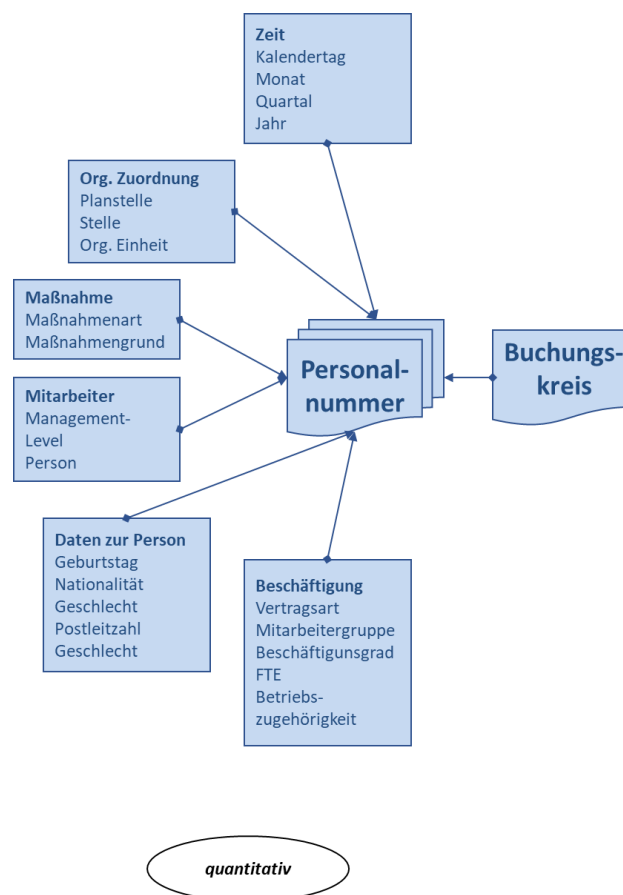 Zeit
Kalendertag
Monat
Quartal
Jahr
Org. Zuordnung
Planstelle
Stelle
Org. Einheit
Maßnahme
Maßnahmenart
Maßnahmengrund
Mitarbeiter
Management-
Level
Person
Personal-
nummer
Buchungs-
kreis
Daten zur Person
Geburtstag
Nationalität
Geschlecht
Postleitzahl
Geschlecht
Beschäftigung
Vertragsart
Mitarbeitergruppe
Beschäftigunsgrad
FTE
Betriebs-
zugehörigkeit
quantitativ